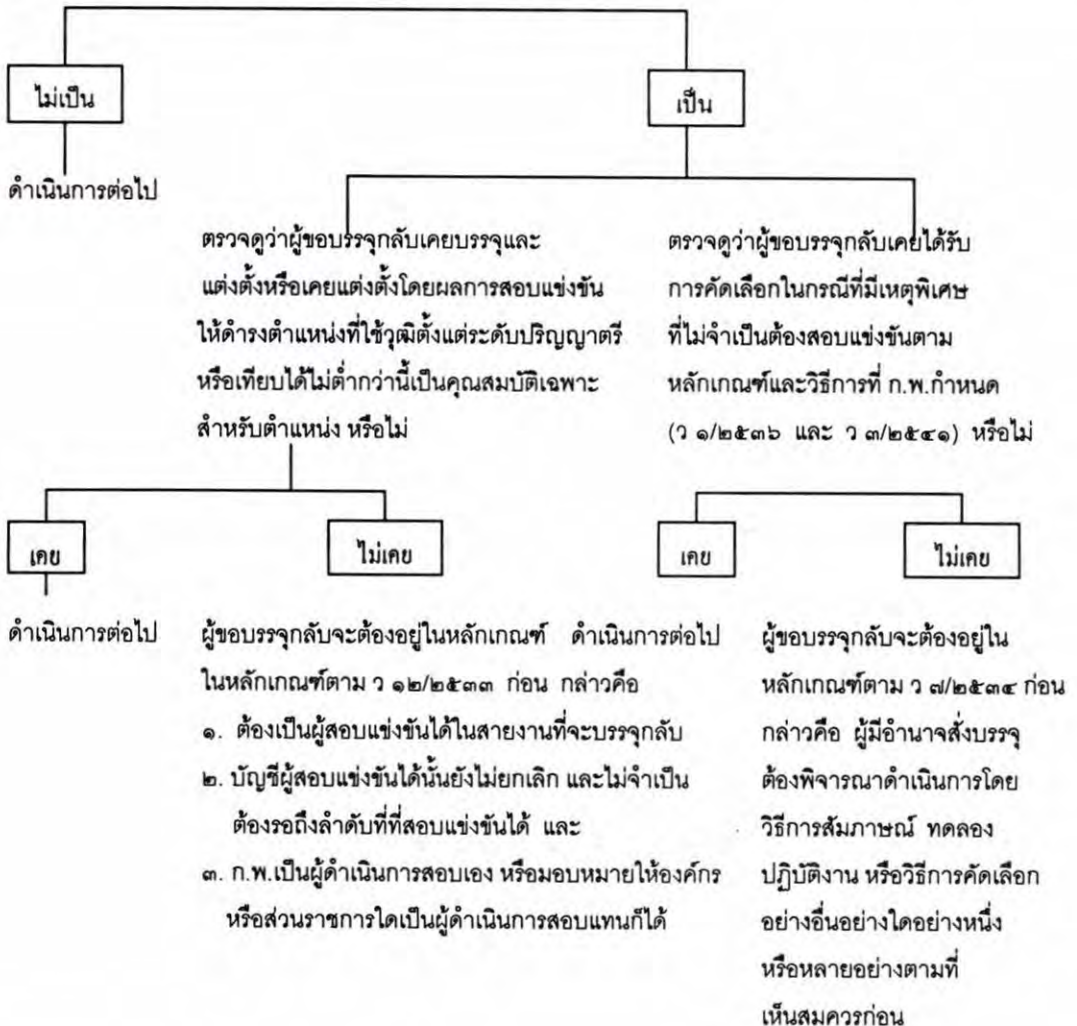 ไม่เป็น
เป็น
ดำเนินการต่อไป
ตรวจดูว่าผู้ขอบรรจุกลับเคยบรรจุและ
แต่งตั้งหรือเคยแต่งตั้งโดยผลการสอบแข่งขัน
ให้ดำรงตำแหน่งที่ใช้วุฒิตั้งแต่ระดับปริญญาตรี
หรือเทียบได้ไม่ต่ำกว่านี้เป็นคุณสมบัติเฉพาะ
สำหรับตำแหน่ง หรือไม่
ตรวจดูว่าผู้ขอบรรจุกลับเคยได้รับ
การคัดเลือกในกรณีที่มีเหตุพิเศษ
ที่ไม่จำเป็นต้องสอบแข่งขันตาม
หลักเกณฑ์และวิธีการที่ ก.พ.กำหนด
(ว ๑/๒๕๓๖ และ ว ๓/๒๕๔๑) หรือไม่
เคย
ไม่เคย
เคย
ไม่เคย
ดำเนินการต่อไป
ผู้ขอบรรจุกลับจะต้องอยู่ในหลักเกณฑ์
ในหลักเกณฑ์ตาม ว ๑๒/๒๕๓๓ ก่อน กล่าวคือ
๑. ต้องเป็นผู้สอบแข่งขันได้ในสายงานที่จะบรรจุกลับ
๒. บัญชีผู้สอบแข่งขันได้นั้นยังไม่ยกเลิก และไม่จำเป็น
ต้องรอถึงลำดับที่ที่สอบแข่งขันได้ และ
๓. ก.พ.เป็นผู้ดำเนินการสอบเอง หรือมอบหมายให้องค์กร
หรือส่วนราชการใดเป็นผู้ดำเนินการสอบแทนก็ได้
ดำเนินการต่อไป
ผู้ขอบรรจุกลับจะต้องอยู่ใน
หลักเกณฑ์ตาม ว ๗/๒๕๓๔ ก่อน
กล่าวคือ ผู้มีอำนาจสั่งบรรจุ
ต้องพิจารณาดำเนินการโดย
วิธีการสัมภาษณ์ ทดลอง
ปฏิบัติงาน หรือวิธีการคัดเลือก
อย่างอื่นอย่างใดอย่างหนึ่ง
หรือหลายอย่างตามที่
เห็นสมควรก่อน